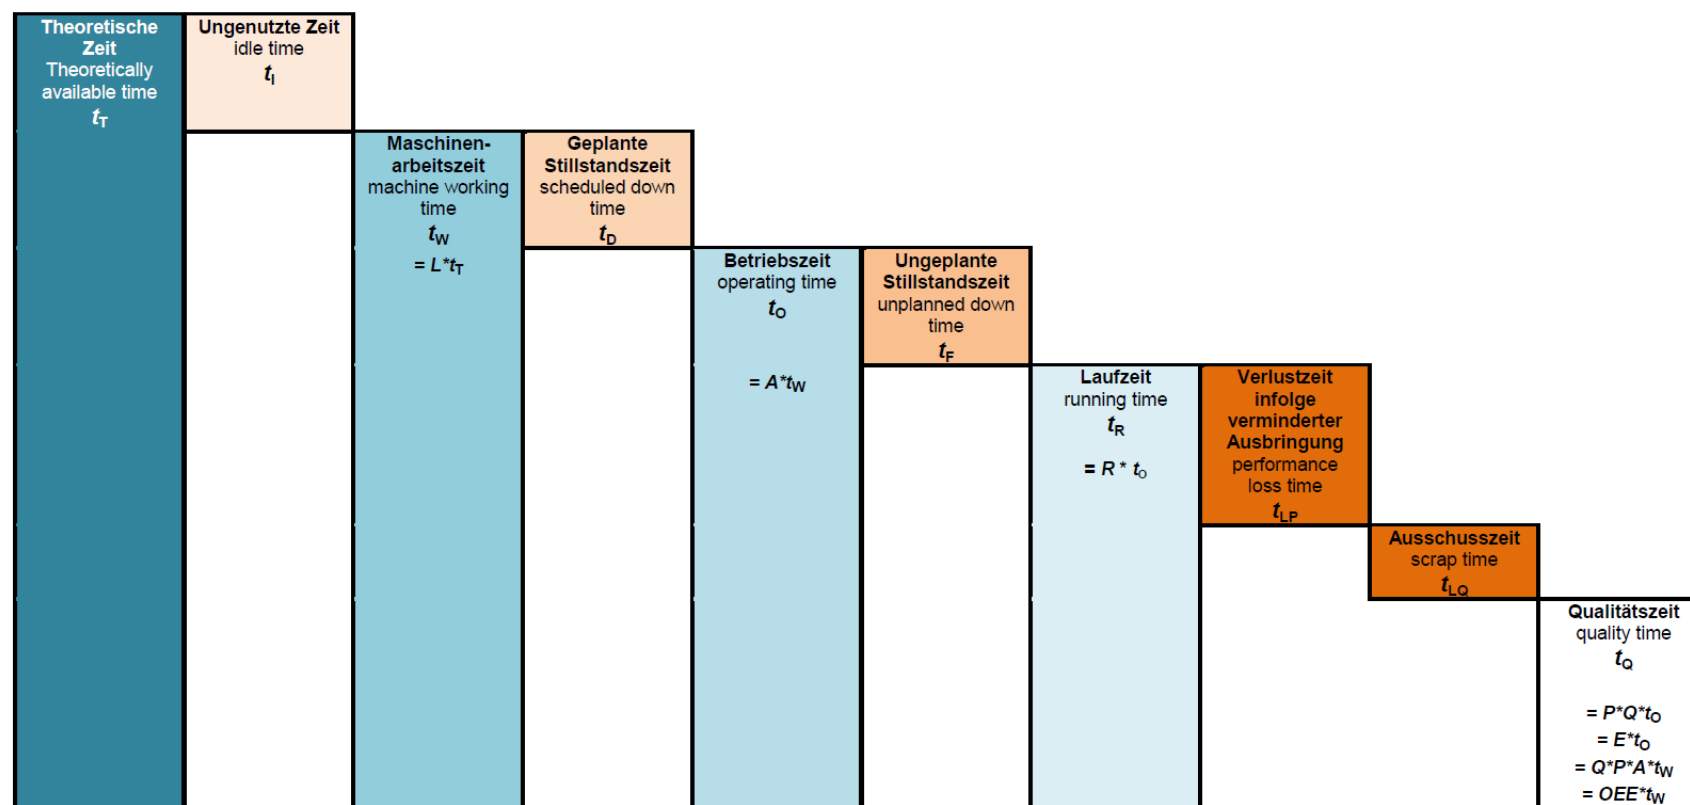 Theoretische
Zeit
Theoretically
available time
tT
Ungenutzte Zeit
idle time
tI
Maschinen-
arbeitszeit
machine working
time
tW
= L*tT
Geplante
Stillstandszeit
scheduled down
time
tD
Betriebszeit
operating time
tO
= A*tW
Ungeplante
Stillstandszeit
unplanned down
time
tF
Laufzeit
running time
tR
= R * to
Verlustzeit
infolge
verminderter
Ausbringung
performance
loss time
tLP
Ausschusszeit
scrap time
tLQ
Qualitätszeit
quality time
tQ
= P*Q*tO
= E*tO
= Q*P*A*tW
= OEE*tW